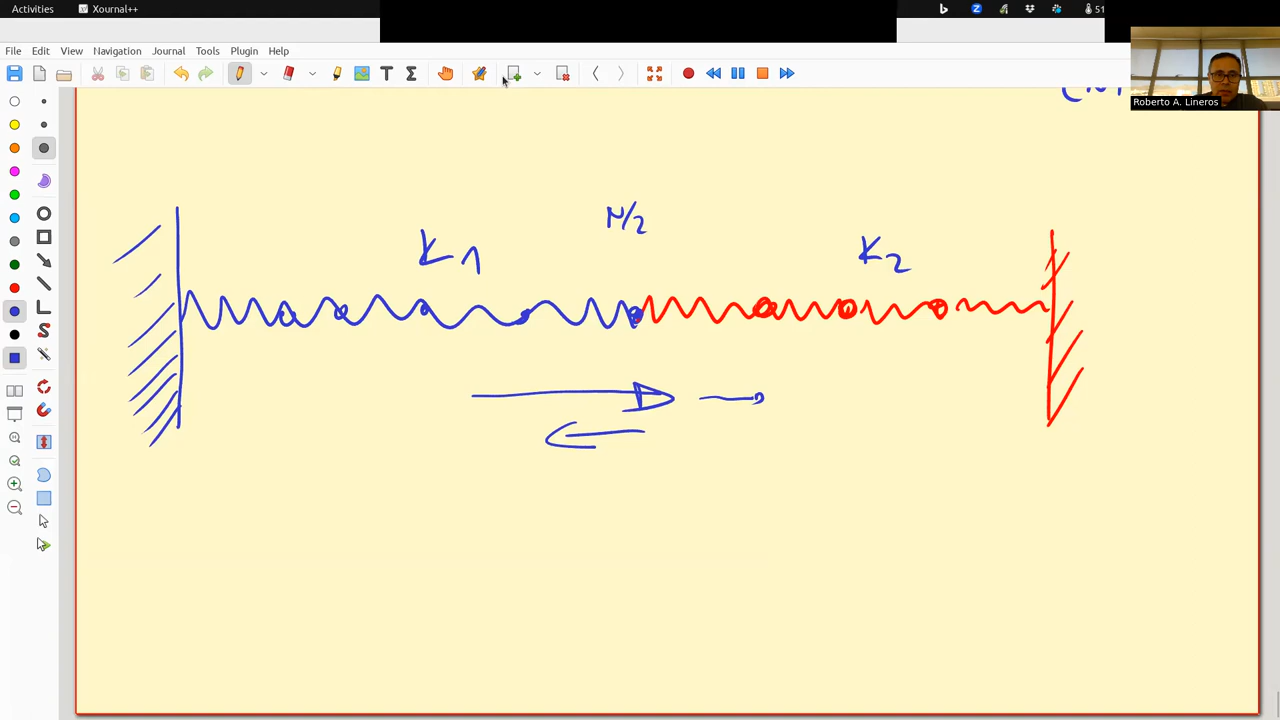 Activities
Xournal++
51
File Edit View Navigation Journal Tools Plugin Help
Roberto A. Lineros
N/2
K1
K2